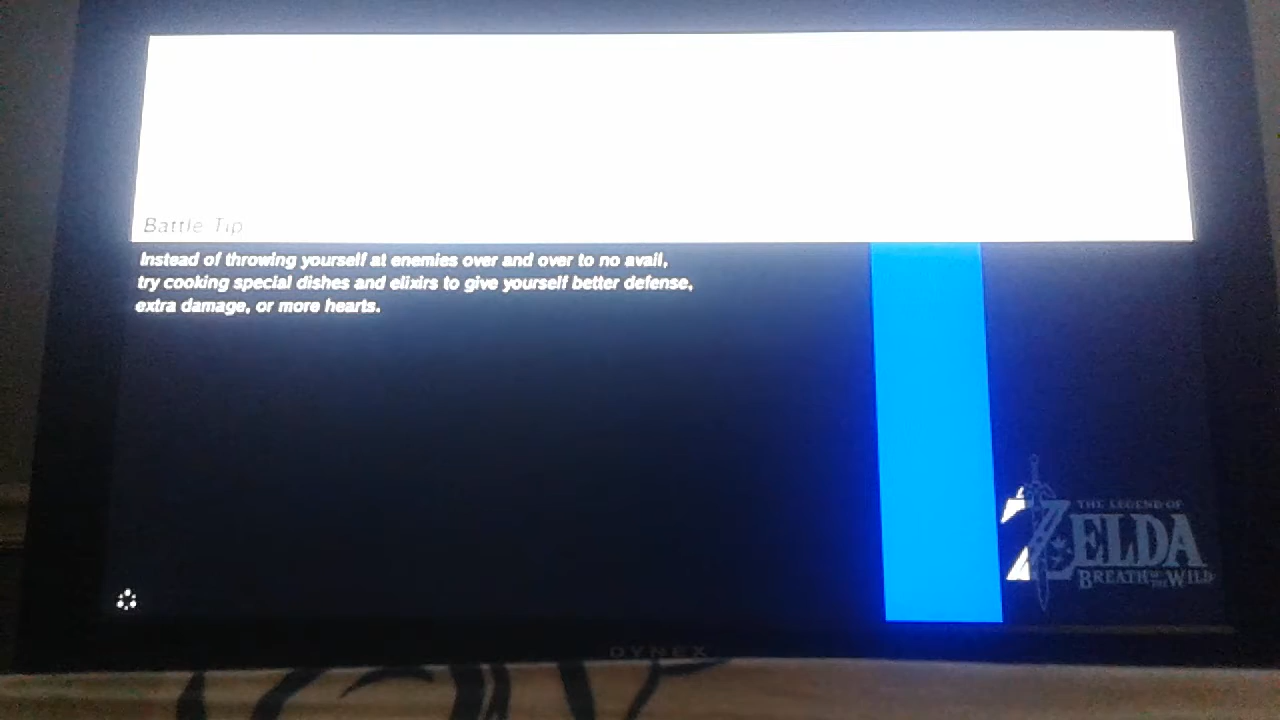 Battle Tip
Instead of throwing yourself at enemies over and over to no avail,
try cooking special dishes and elixirs to give yourself better defense,
extra damage, or more hearts.
THE LEGEND OF
ZELDA
BREATH OF THE WILD
DYNEX